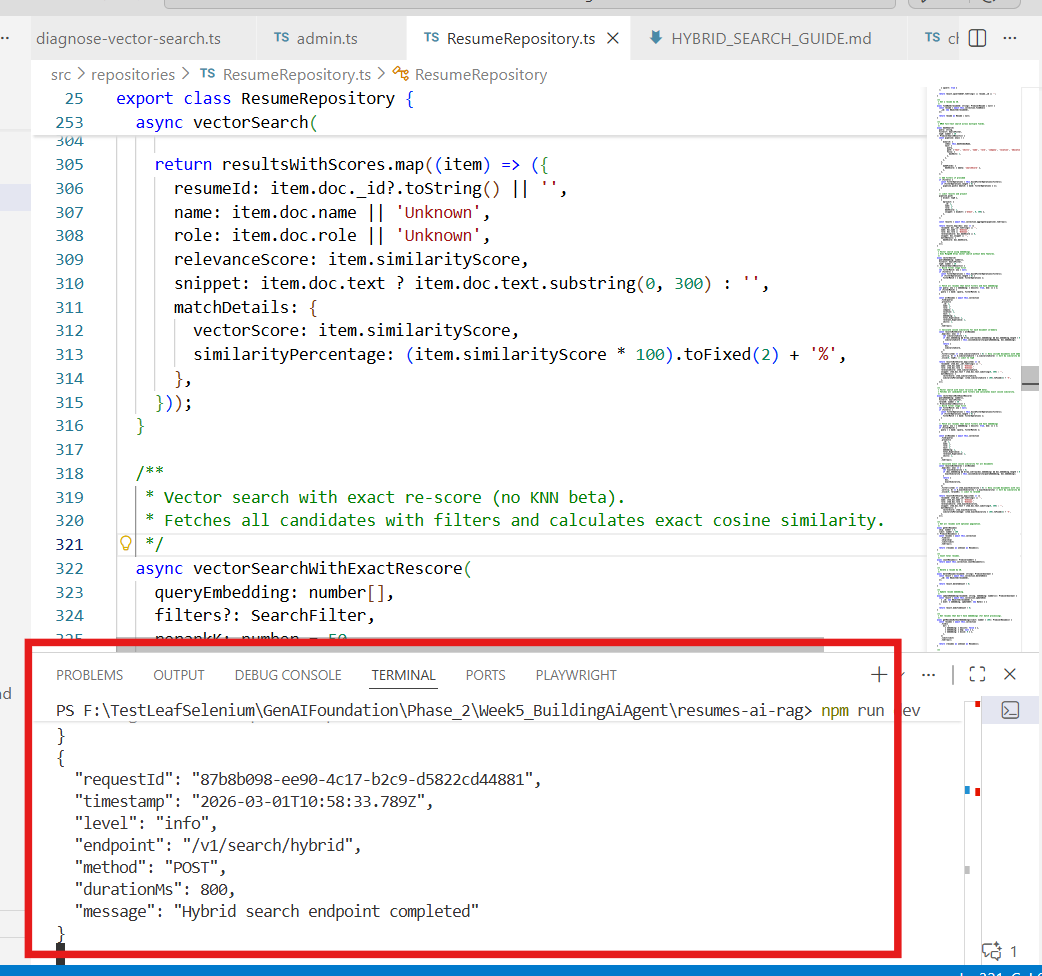 diagnose-vector-search.ts
TS admin.ts
TS ResumeRepository.ts
HYBRID_SEARCH_GUIDE.md
TS
src > repositories > TS ResumeRepository.ts > ResumeRepository
25 export class ResumeRepository {
253 async vectorSearch(
304
305 return resultsWithScores.map((item) => ({
306 resumeId: item.doc._id?.toString() || '',
307 name: item.doc.name || 'Unknown',
308 role: item.doc.role || 'Unknown',
309 relevanceScore: item.similarityScore,
310 snippet: item.doc.text ? item.doc.text.substring(0, 300) : '',
311 matchDetails: {
312 vectorScore: item.similarityScore,
313 similarityPercentage: (item.similarityScore * 100).toFixed(2) + '%',
314 },
315 }));
316 }
317
318 /**
319 * Vector search with exact re-score (no KNN beta).
320 * Fetches all candidates with filters and calculates exact cosine similarity.
321 */
322 async vectorSearchWithExactRescore(
323 queryEmbedding: number[],
324 filters?: SearchFilter,
325 number = 50
PROBLEMS OUTPUT DEBUG CONSOLE TERMINAL PORTS PLAYWRIGHT
PS F:\TestLeafSelenium\GenAIFoundation\Phase_2\Week5_BuildingAiAgent\resumes-ai-rag> npm run dev
}
{
"requestId": "87b8b098-ee90-4c17-b2c9-d5822cd44881",
"timestamp": "2026-03-01T10:58:33.789Z",
"level": "info",
"endpoint": "/v1/search/hybrid",
"method": "POST",
"durationMs": 800,
"message": "Hybrid search endpoint completed"
}
1